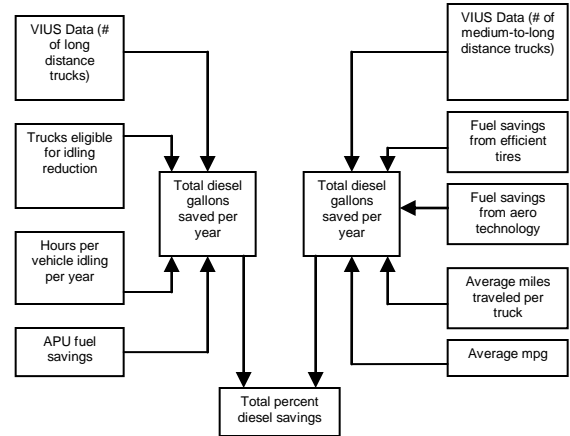 VIUS Data (#
of long
distance
trucks)
Trucks eligible
for idling
reduction
Hours per
vehicle idling
per year
APU fuel
savings
Total diesel
gallons
saved per
year
Total diesel
gallons
saved per
year
VIUS Data (# of
medium-to-long
distance trucks)
Fuel savings
from efficient
tires
Fuel savings
from aero
technology
Average miles
traveled per
truck
Average mpg
Total percent
diesel savings